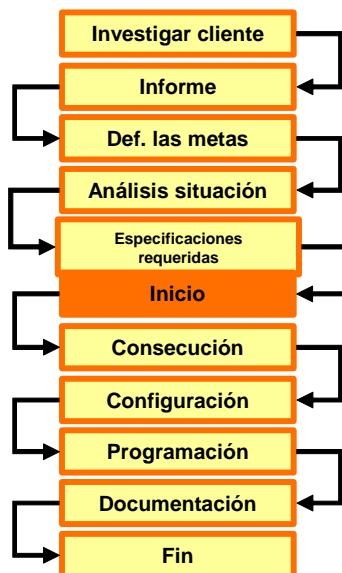 Investigar cliente
Informe
Def. las metas
Análisis situación
Especificaciones
requeridas
Inicio
Consecución
Configuración
Programación
Documentación
Fin